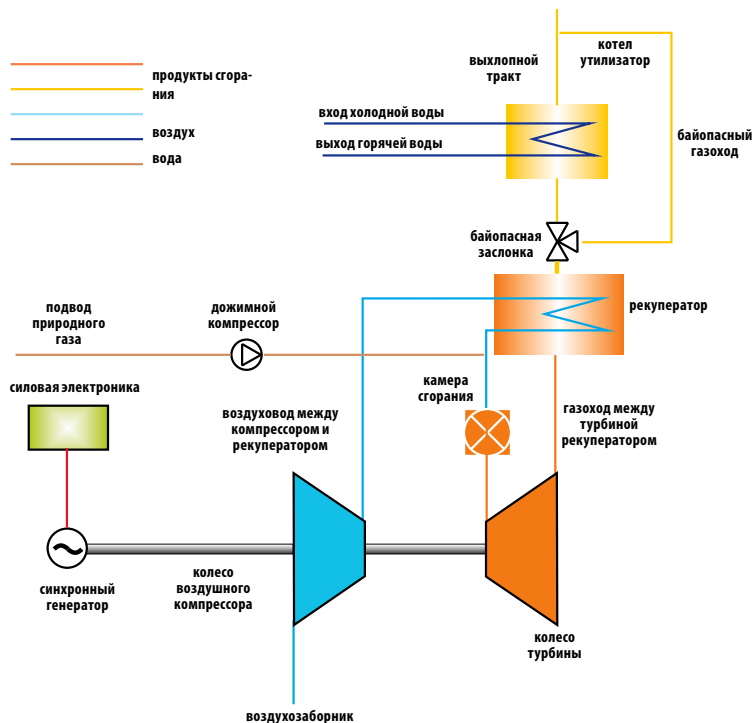 продукты сгора-
ния
воздух
вода
выхлопной
тракт
котел
утилизатор
вход холодной воды
выход горячей воды
байопасный
газоход
байопасная
заслонка
подвод
природного
газа
дожимной
компрессор
рекуператор
силовая электроника
воздуховод между
компрессором и
рекуператором
камера
сгорания
газоход между
турбиной
рекуператором
синхронный
генератор
колесо
воздушного
компрессора
колесо
турбины
воздухозаборник